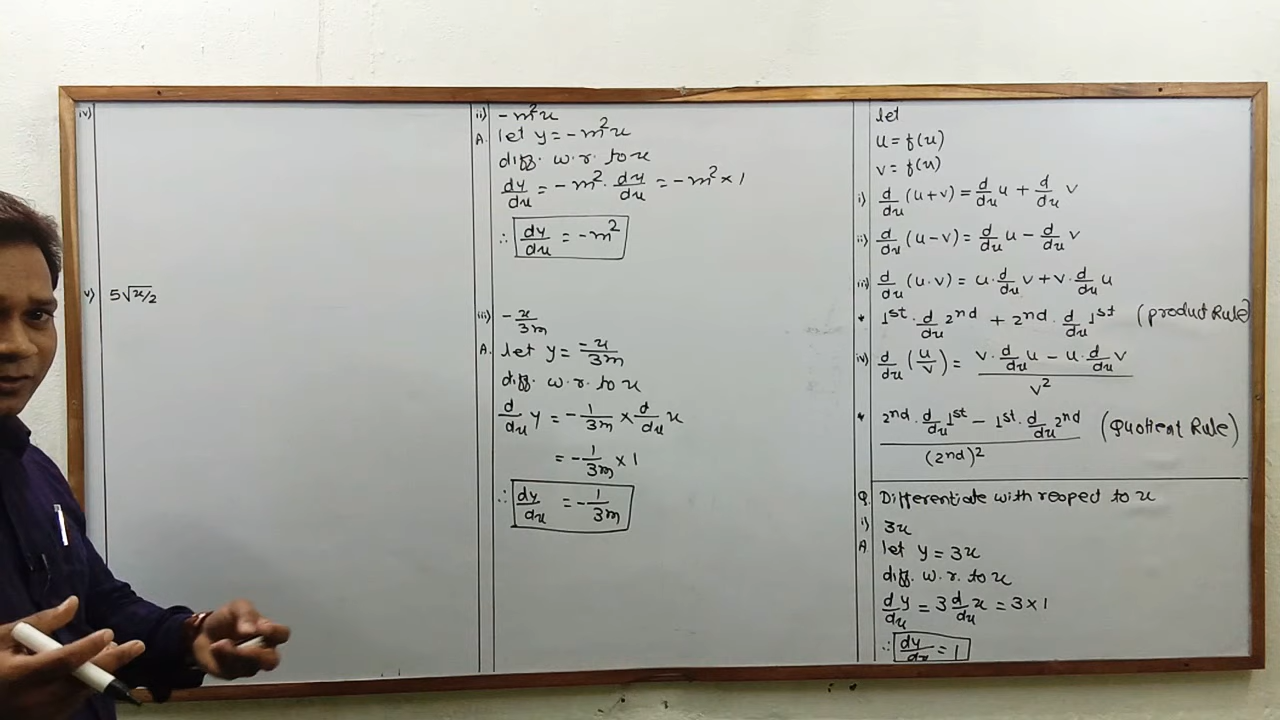 iv)
v) 5√x/2
ii) -m²x
A. let y = -m²x
diff. w.r. to x
dy/dx = -m². dx/dx = -m² × 1
∴ dy/dx = -m²
iii) -x/3m
A. let y = -x/3m
diff. w.r. to x
d/dx y = -1/3m × d/dx x
= -1/3m × 1
∴ dy/dx = -1/3m
let
u = f(x)
v = f(x)
i) d/dx (u+v) = d/dx u + d/dx v
ii) d/dx (u-v) = d/dx u - d/dx v
iii) d/dx (u.v) = u. d/dx v + v. d/dx u
* 1st. d/dx 2nd + 2nd. d/dx 1st (product Rule)
iv) d/dx (u/v) = v. d/dx u - u. d/dx v / v²
* 2nd. d/dx 1st - 1st. d/dx 2nd / (2nd)² (Quotient Rule)
Q. Differentiate with respect to x
i) 3x
A. let y = 3x
diff. w.r. to x
d/dx y = 3 d/dx x = 3 × 1
∴ dy/dx = 1